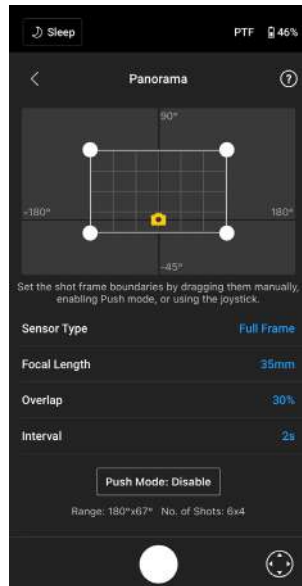 Sleep PTF 46%
Panorama ?
90°
-180° 180°
-45°
Set the shot frame boundaries by dragging them manually,
enabling Push mode, or using the joystick.
Sensor Type Full Frame
Focal Length 35mm
Overlap 30%
Interval 2s
Push Mode: Disable
Range: 180°x67° No. of Shots: 6x4